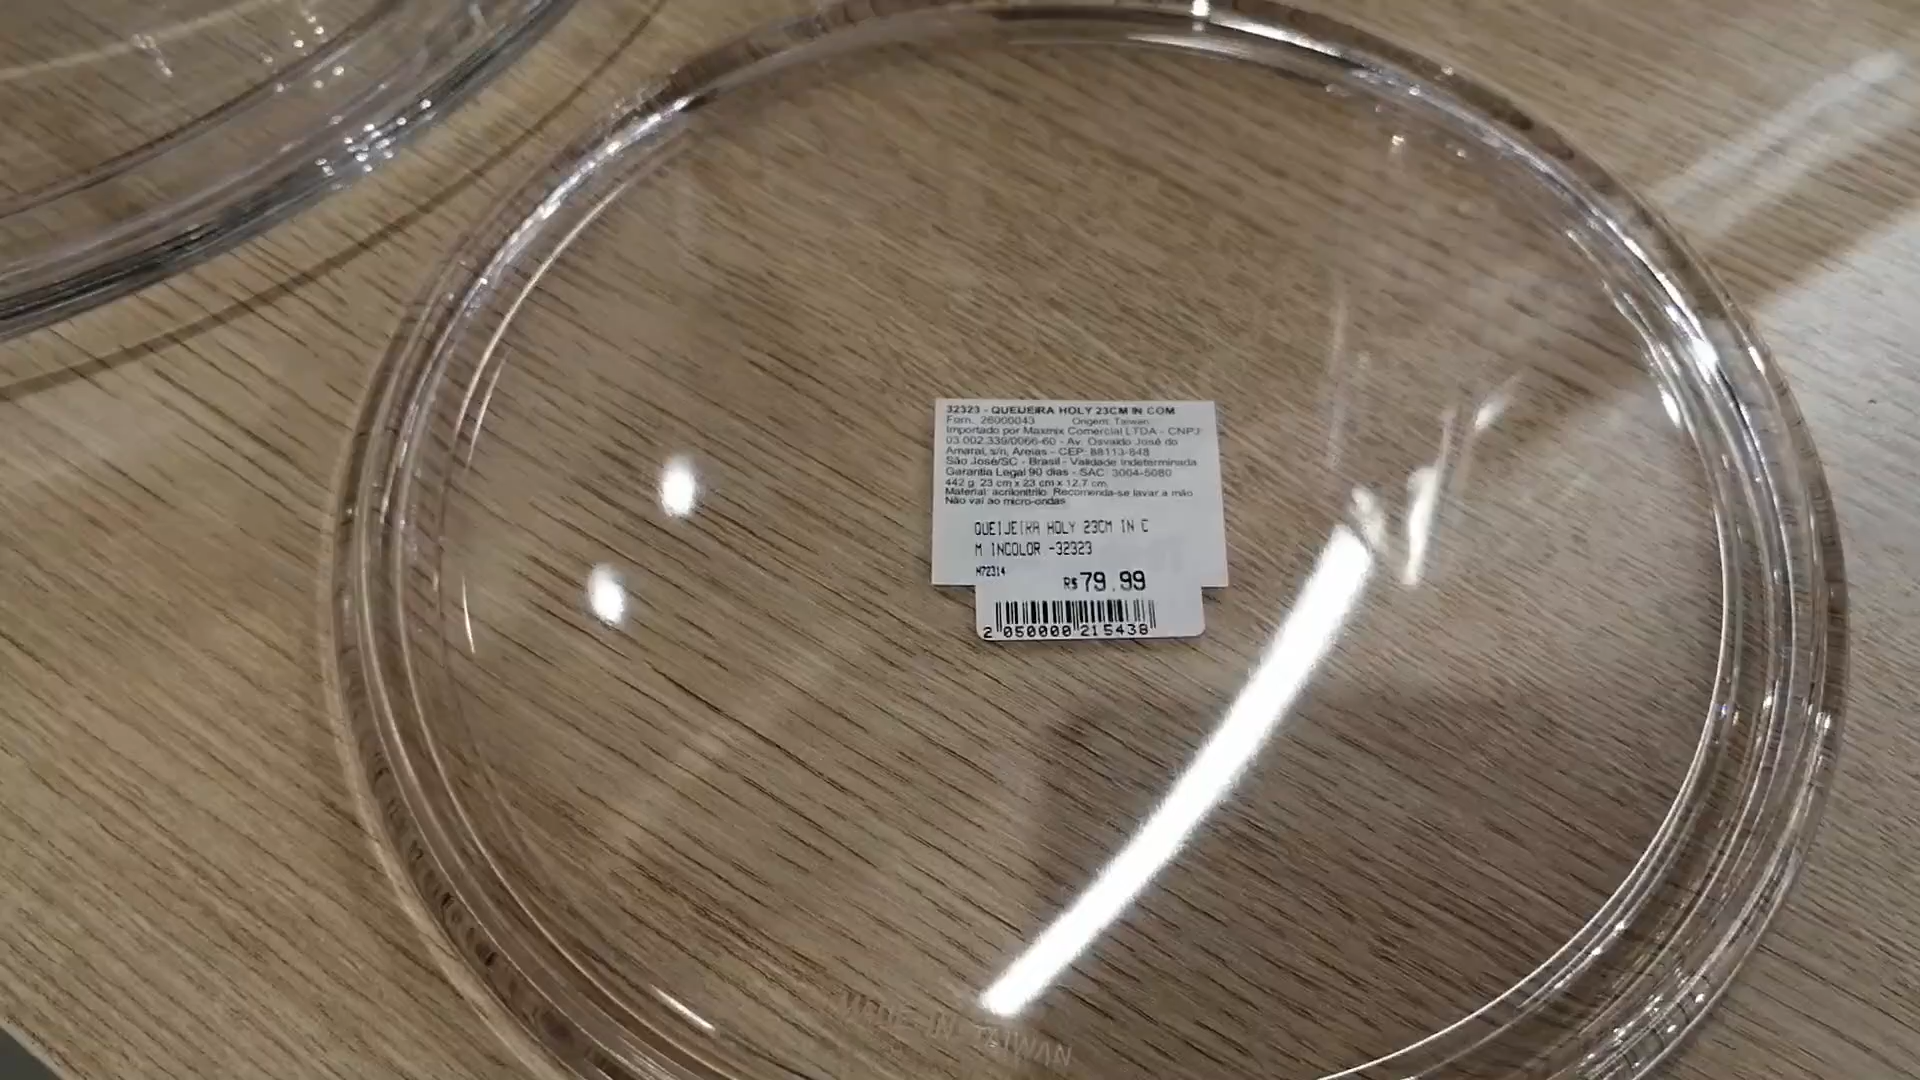 32323 - QUEIJEIRA HOLY 23CM IN COM
Forn.: 26000043 Origem: Taiwan
Importado por Maxmix Comercial LTDA - CNPJ:
03.002.339/0066-60 - Av. Osvaldo José do
Amaral, s/n, Areias - CEP: 88113-648
São José/SC - Brasil - Validade Indeterminada
Garantia Legal 90 dias - SAC: 3004-5080
442 g. 23 cm x 23 cm x 12.7 cm.
Material: acrilonitrilo. Recomenda-se lavar a mão
Não vai ao micro-ondas
QUEIJEIRA HOLY 23CM IN C
M INCOLOR -32323
M72314
R$79.99
2 050000 215438
MADE IN TAIWAN